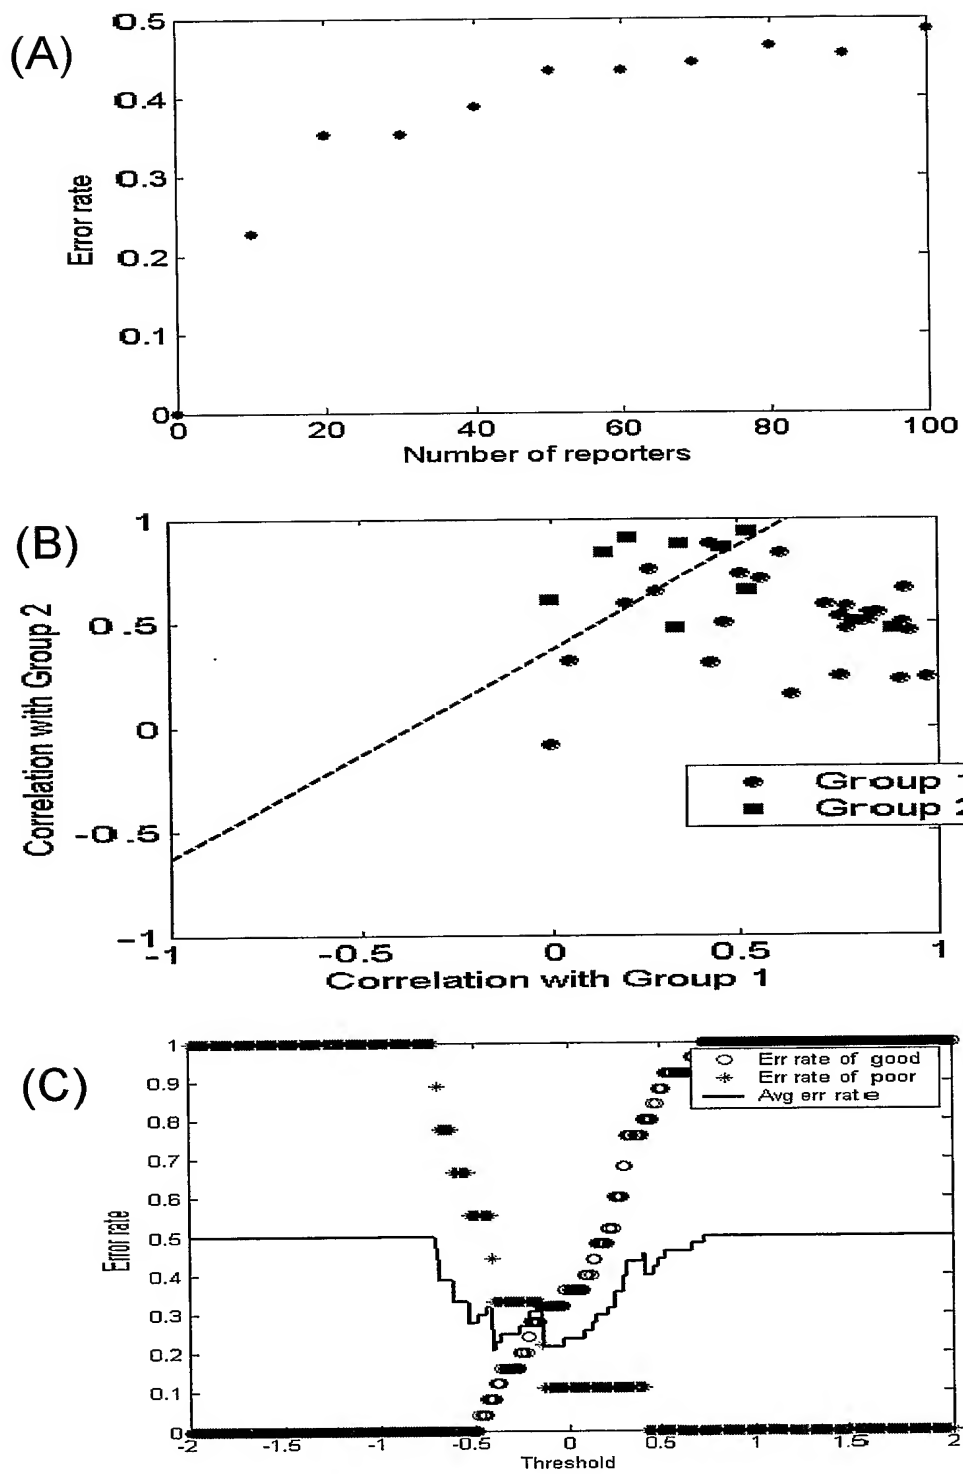 (A)
0.5
0.4
0.3
0.2
0.1
0
Error rate
0 20 40 60 80 100
Number of reporters
(B)
1
0.5
0
-0.5
-1
Correlation with Group 2
Group 1
Group 2
-1 -0.5 0 0.5 1
Correlation with Group 1
(C)
1
0.9
0.8
0.7
0.6
0.5
0.4
0.3
0.2
0.1
0
Error rate
Err rate of good
Err rate of poor
Avg err rate
-2 -1.5 -1 -0.5 0 0.5 1 1.5 2
Threshold